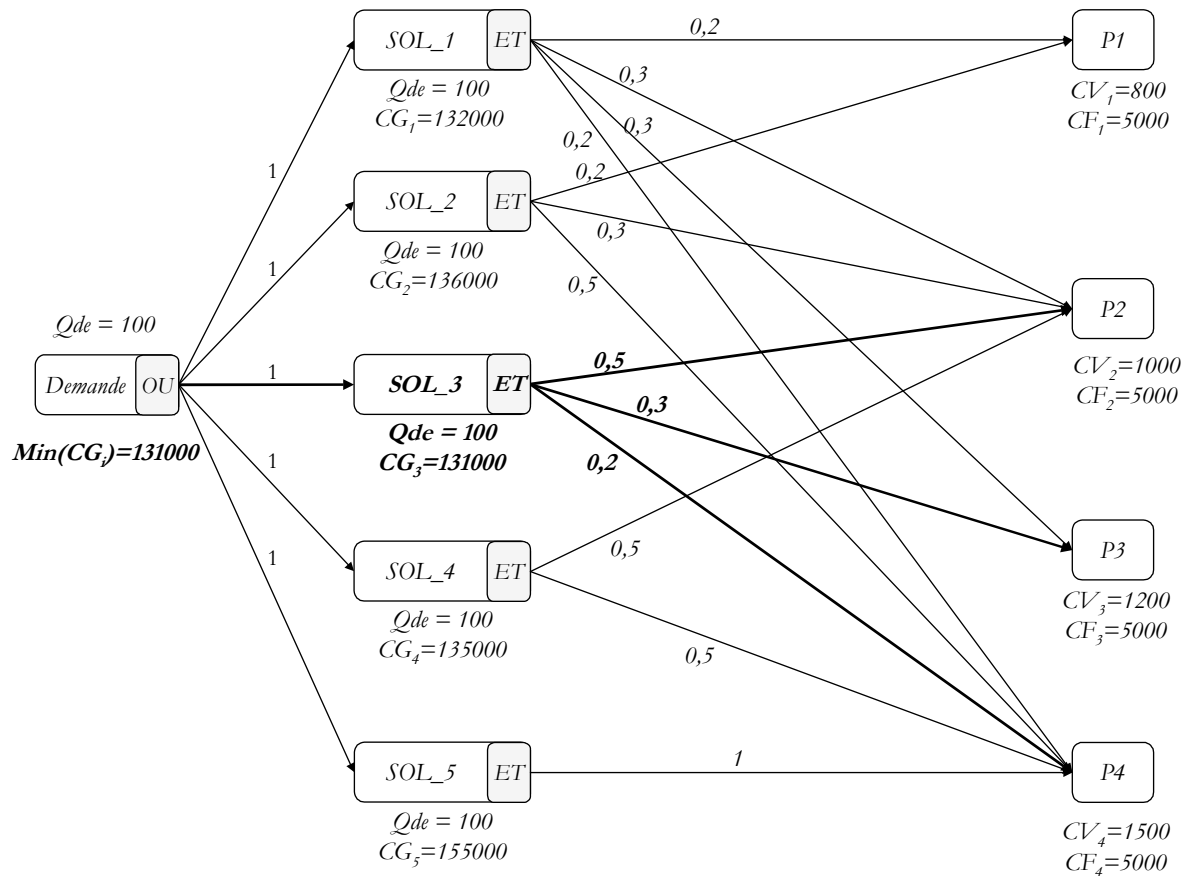 SOL_1 ET
Qde = 100
CG1=132000
SOL_2 ET
Qde = 100
CG2=136000
Qde = 100
Demande OU
Min(CGi)=131000
SOL_3 ET
Qde = 100
CG3=131000
SOL_4 ET
Qde = 100
CG4=135000
SOL_5 ET
Qde = 100
CG5=155000
1
1
1
1
1
0,2
0,3
0,3
0,2
0,2
0,3
0,5
0,5
0,3
0,2
0,5
0,5
1
P1
CV1=800
CF1=5000
P2
CV2=1000
CF2=5000
P3
CV3=1200
CF3=5000
P4
CV4=1500
CF4=5000